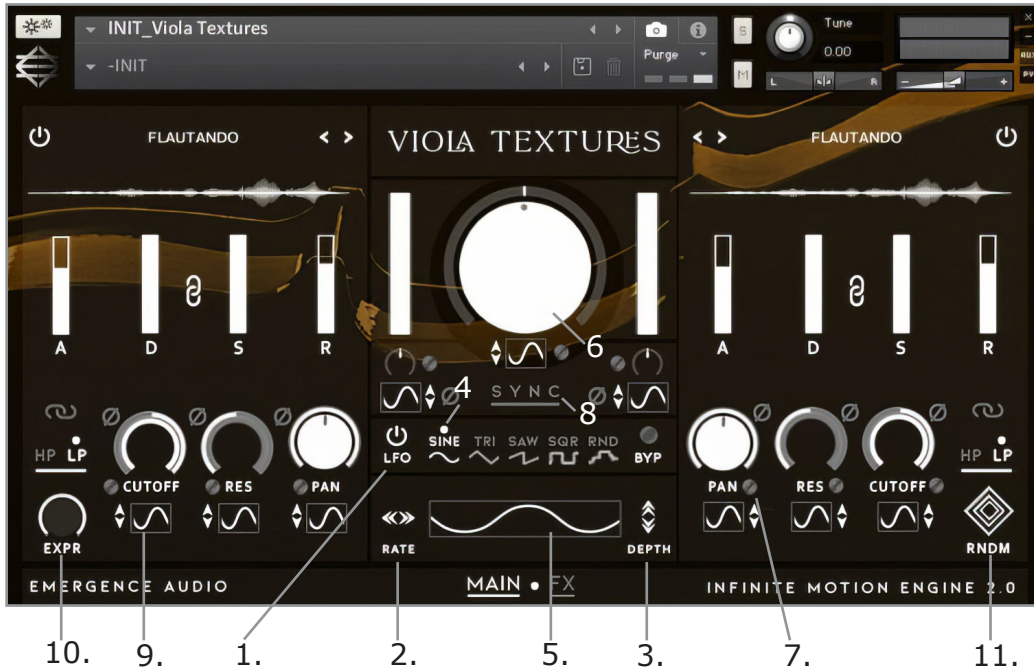 INIT_Viola Textures
-INIT
Purge
S
M
Tune
0.00
L R
- +
×
-
AUX
PV
FLAUTANDO < >
VIOLA TEXTURES
< > FLAUTANDO
A D S R
A D S R
6
4
SYNC
8
HP LP
LFO SINE TRI SAW SQR RND BYP
HP LP
CUTOFF RES PAN
PAN RES CUTOFF
EXPR
RATE DEPTH
RNDM
EMERGENCE AUDIO
MAIN • FX
INFINITE MOTION ENGINE 2.0
10. 9. 1. 2. 5. 3. 7. 11.